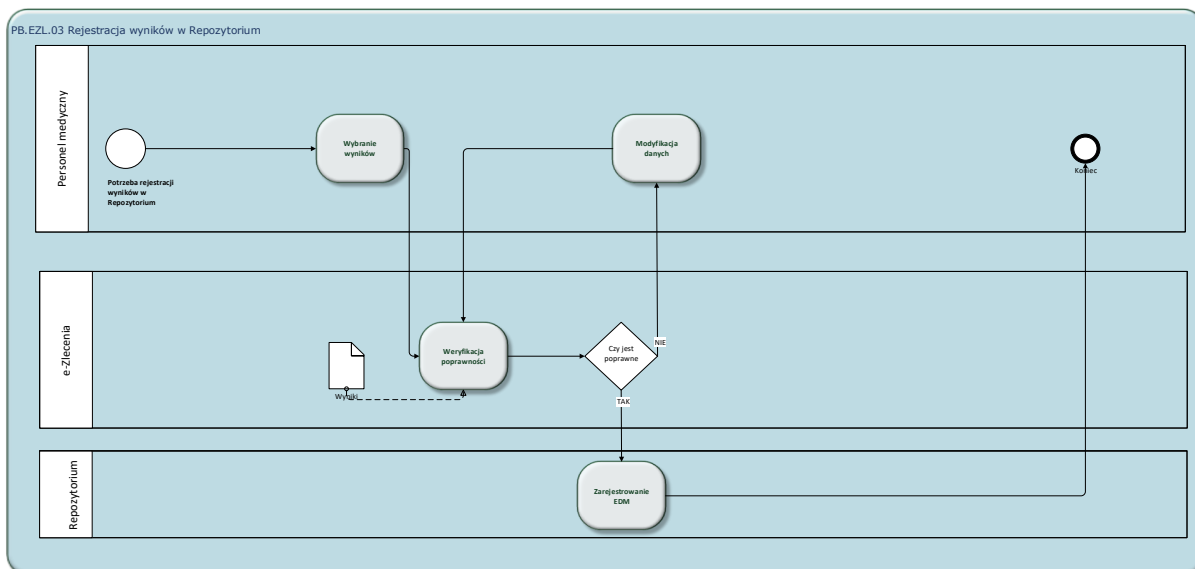 PB.EZL.03 Rejestracja wyników w Repozytorium
Personel medyczny
Potrzeba rejestracji
wyników w
Repozytorium
Wybranie
wyników
Modyfikacja
danych
Koniec
e-Zlecenia
Wyniki
Weryfikacja
poprawności
Czy jest
poprawne
NIE
TAK
Repozytorium
Zarejestrowanie
EDM